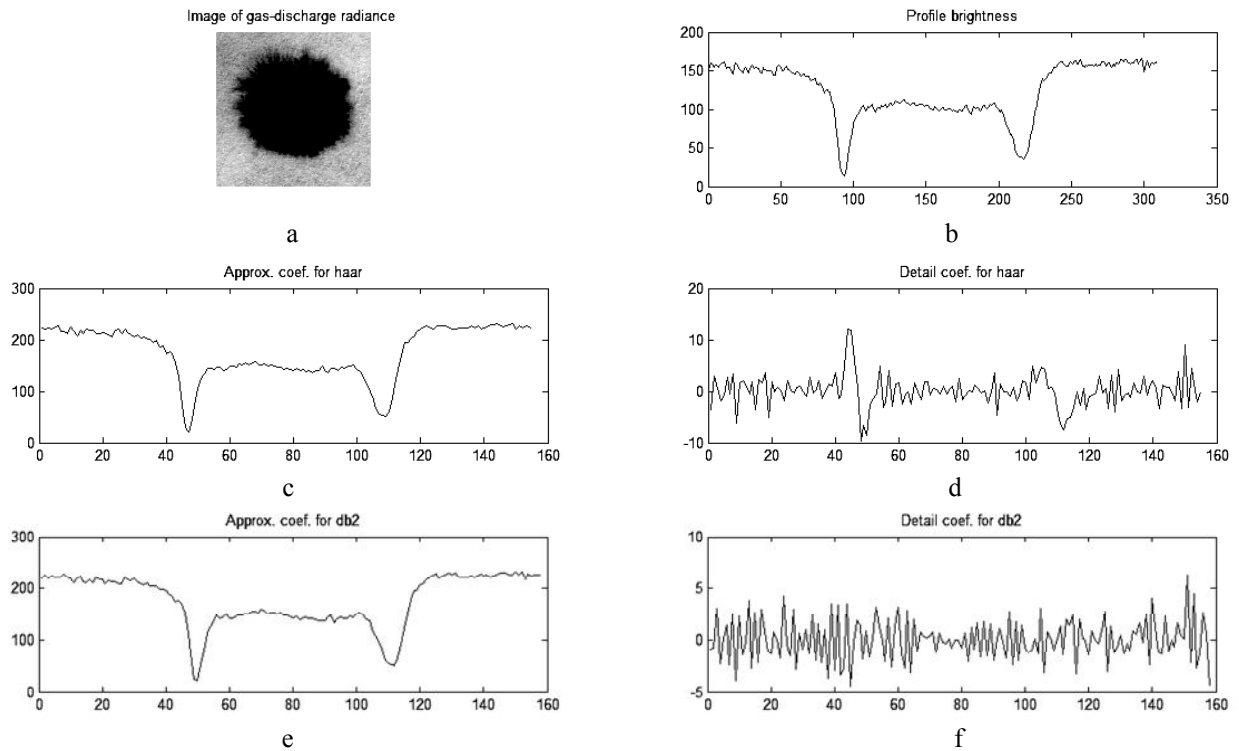 Image of gas-discharge radiance
a
Profile brightness
200
150
100
50
0
0 50 100 150 200 250 300 350
b
Approx. coef. for haar
300
200
100
0
0 20 40 60 80 100 120 140 160
c
Detail coef. for haar
20
10
0
-10
0 20 40 60 80 100 120 140 160
d
Approx. coef. for db2
300
200
100
0
0 20 40 60 80 100 120 140 160
e
Detail coef. for db2
10
5
0
-5
0 20 40 60 80 100 120 140 160
f